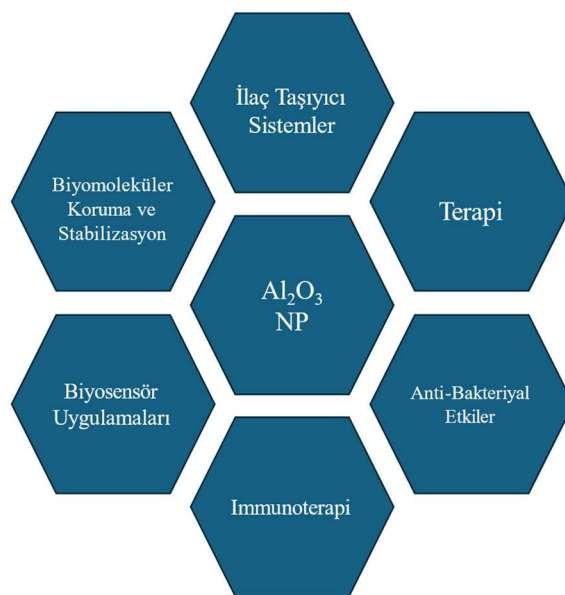 İlaç Taşıyıcı
Sistemler
Biyomoleküler
Koruma ve
Stabilizasyon
Terapi
Al₂O₃
NP
Biyosensör
Uygulamaları
Anti-Bakteriyal
Etkiler
Immunoterapi